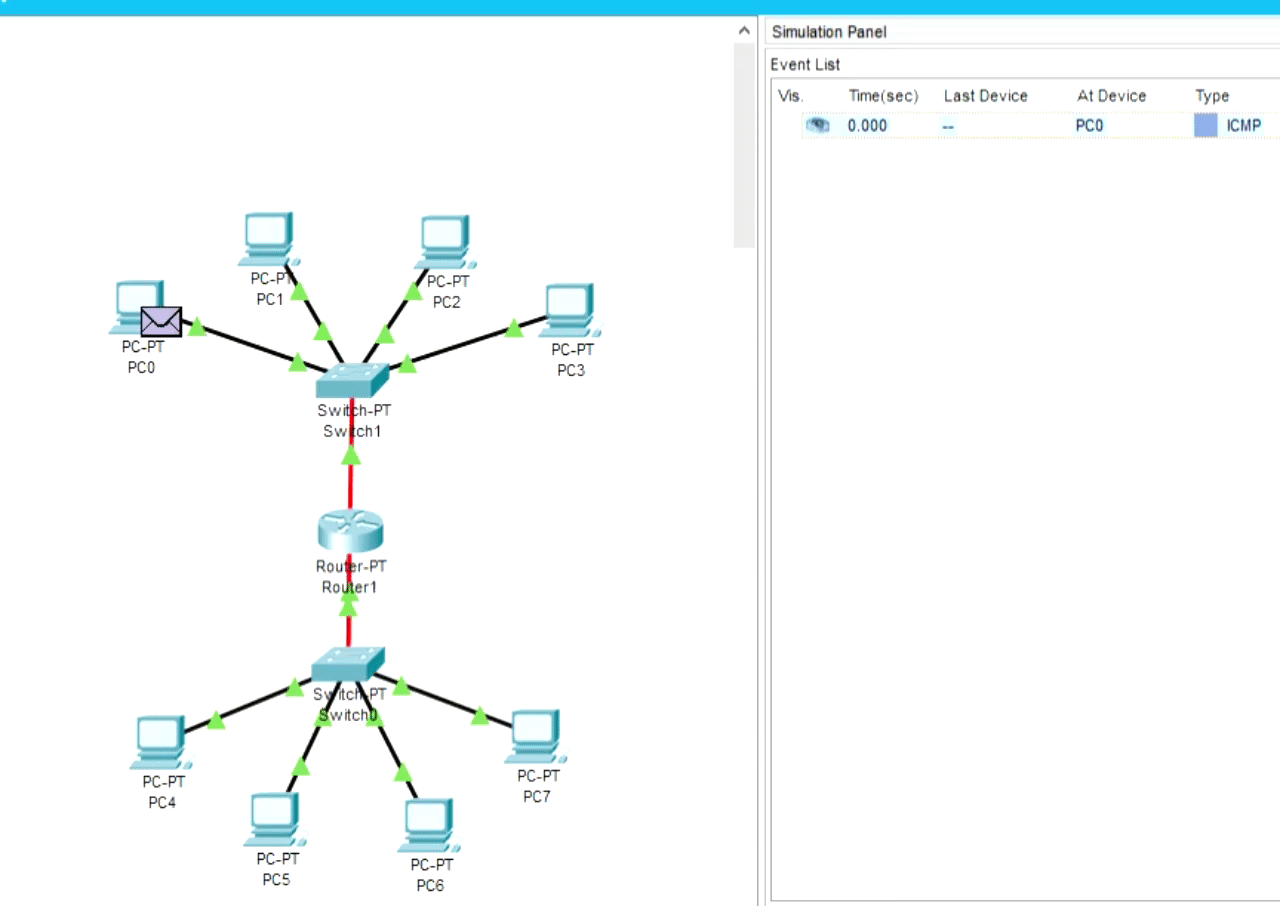 Simulation Panel
Event List
Vis. Time(sec) Last Device At Device Type
0.000 -- PC0 ICMP
PC-PT
PC1
PC-PT
PC2
PC-PT
PC0
PC-PT
PC3
Switch-PT
Switch1
Router-PT
Router1
Switch-PT
Switch0
PC-PT
PC4
PC-PT
PC7
PC-PT
PC5
PC-PT
PC6